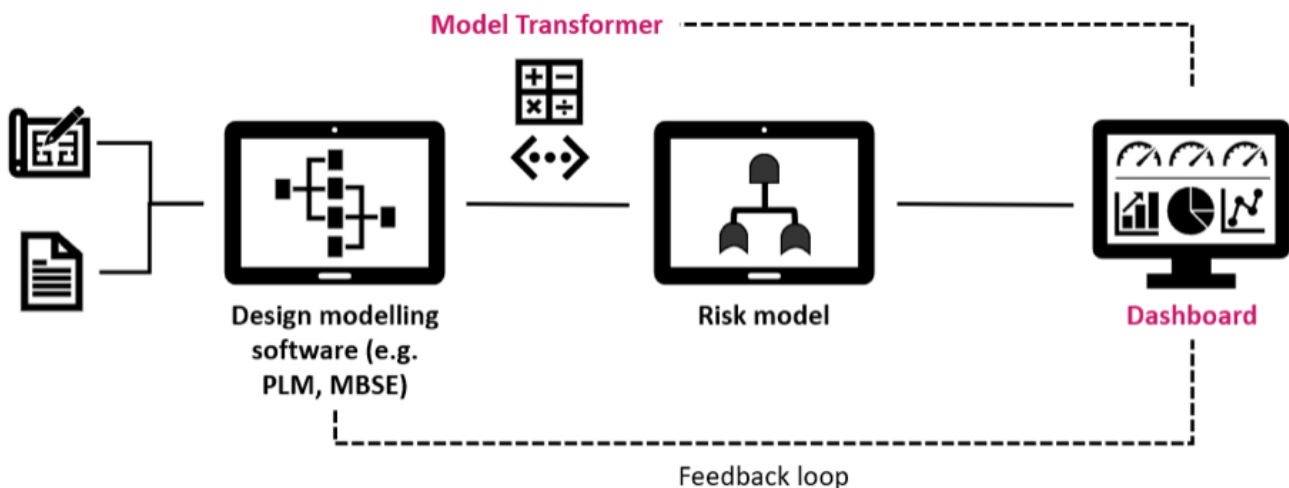 Model Transformer
Design modelling
software (e.g.
PLM, MBSE)
Risk model
Dashboard
Feedback loop